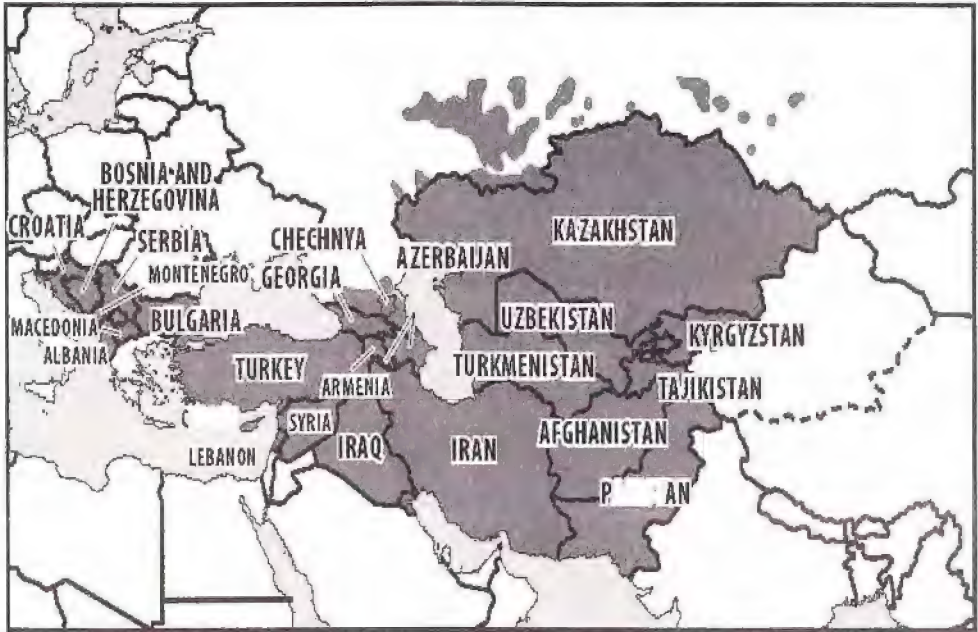 BOSNIA AND
HERZEGOVINA
CROATIA
SERBIA
MONTENEGRO
CHECHNYA
GEORGIA
AZERBAIJAN
KAZAKHSTAN
MACEDONIA
ALBANIA
BULGARIA
UZBEKISTAN
KYRGYZSTAN
TURKEY
ARMENIA
TURKMENISTAN
TAJIKISTAN
SYRIA
LEBANON
IRAQ
IRAN
AFGHANISTAN
P AN